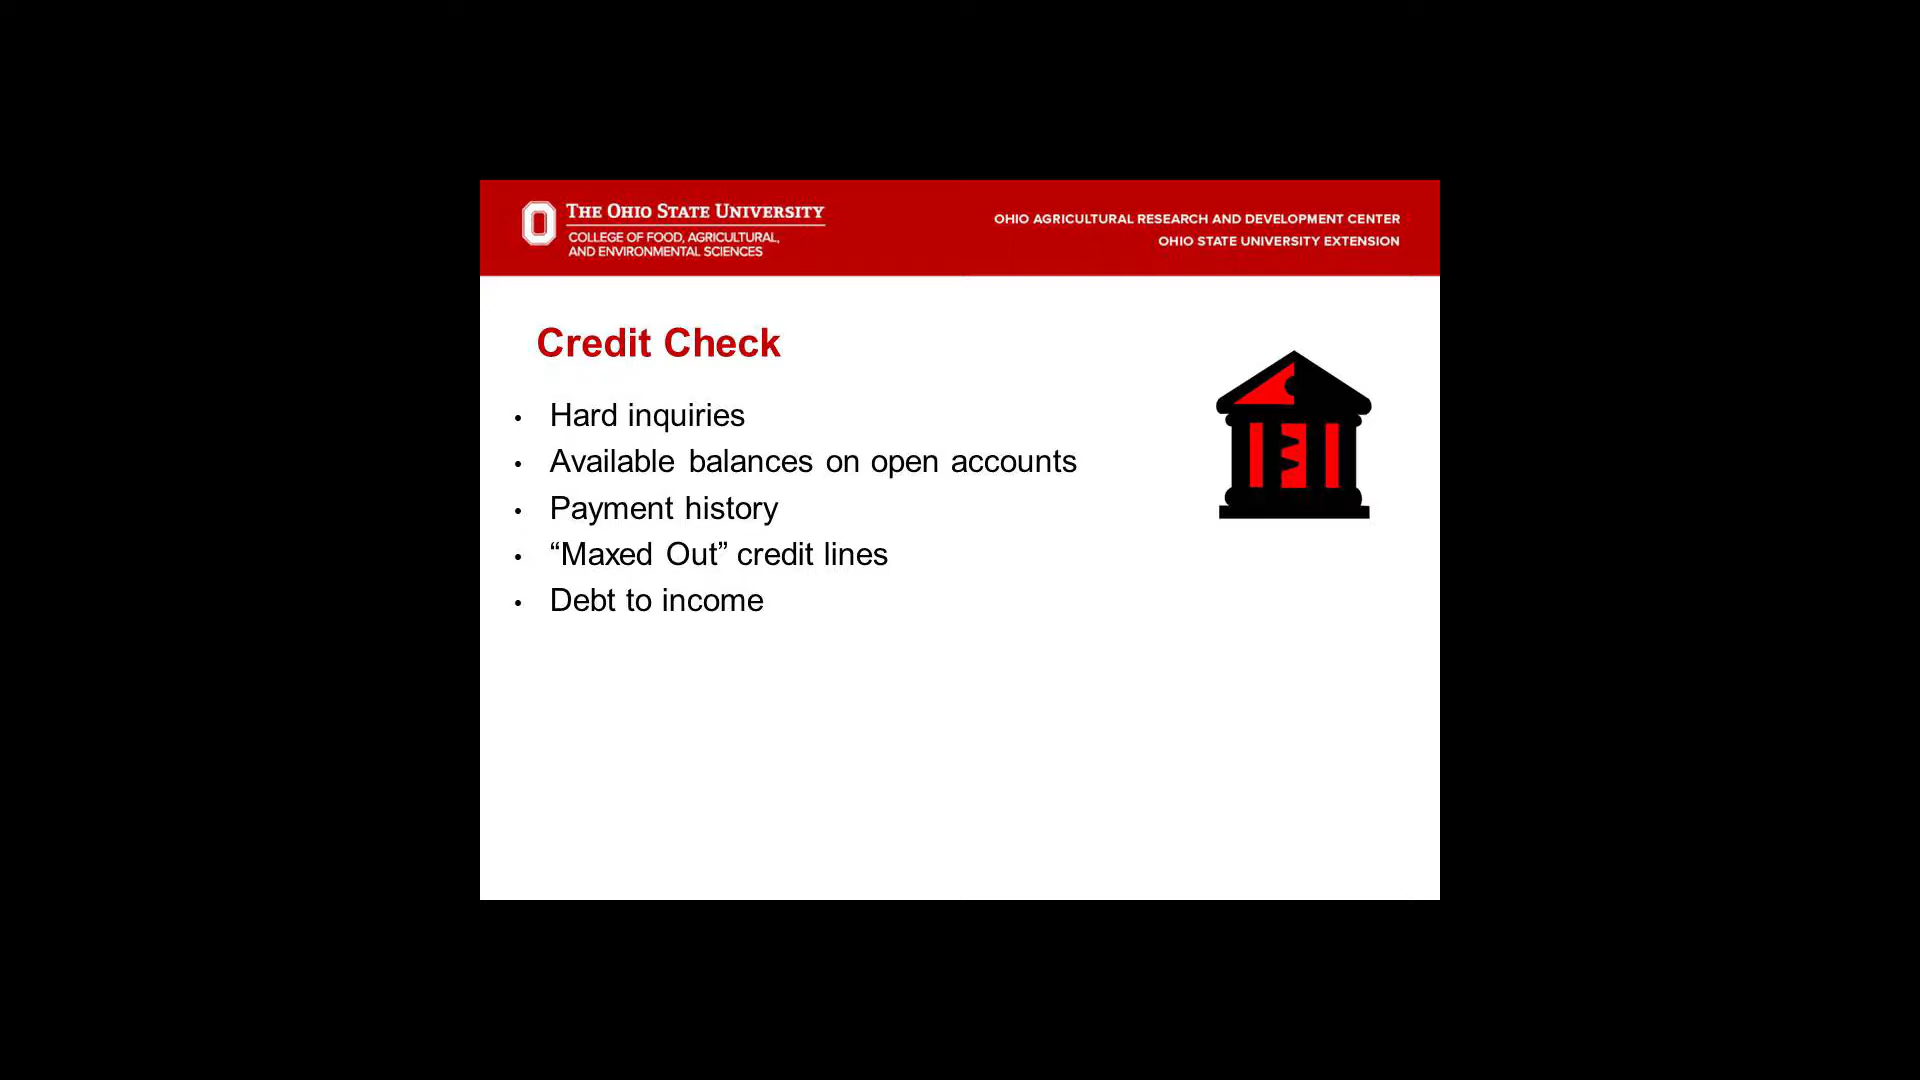 THE OHIO STATE UNIVERSITY
COLLEGE OF FOOD, AGRICULTURAL,
AND ENVIRONMENTAL SCIENCES
OHIO AGRICULTURAL RESEARCH AND DEVELOPMENT CENTER
OHIO STATE UNIVERSITY EXTENSION
Credit Check
• Hard inquiries
• Available balances on open accounts
• Payment history
• “Maxed Out” credit lines
• Debt to income